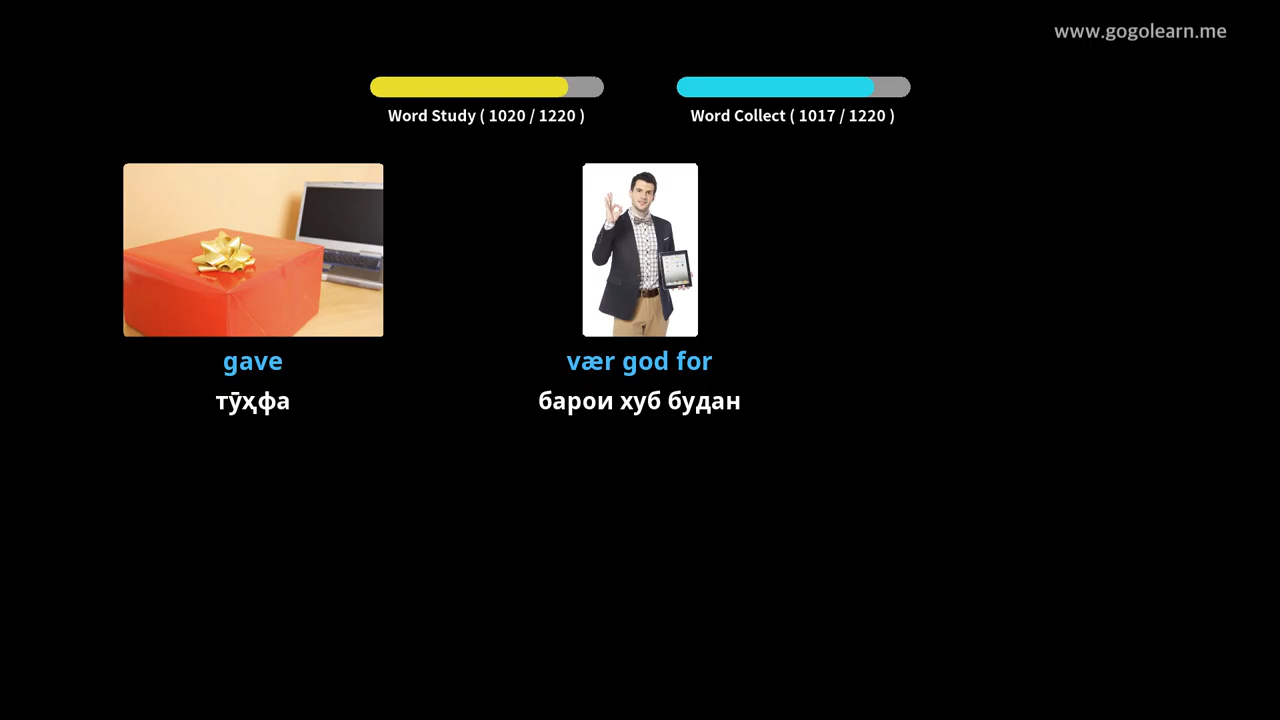 www.gogolearn.me
Word Study ( 1020 / 1220 )
Word Collect ( 1017 / 1220 )
gave
тӯҳфа
vær god for
барои хуб будан